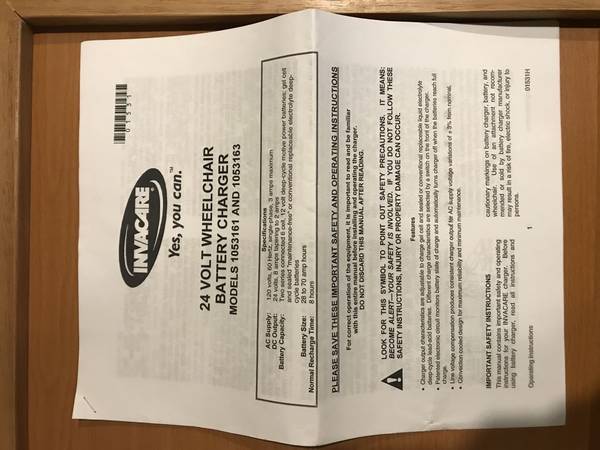 01531
INVACARE
Yes, you can.™
24 VOLT WHEELCHAIR
BATTERY CHARGER
MODELS 1053161 AND 1053163
Specifications
AC Supply: 120 volts, 60 Hertz, single-phase, 3 amps maximum.
DC Output: 24 volts, 8 amps tapering to 2 amps
Battery Capacity: Two series connected 6 cell, 12 volt deep-cycle motive power batteries; gel cell
and sealed "maintenance-free" or conventional replaceable electrolyte deep-
cycle batteries
Battery Size: 28 to 70 amp hours
Normal Recharge Time: 8 hours
PLEASE SAVE THESE IMPORTANT SAFETY AND OPERATING INSTRUCTIONS
For correct operation of the equipment, it is important to read and be familiar
with this entire manual before installing and operating the charger.
DO NOT DISCARD THIS MANUAL AFTER READING.
LOOK FOR THIS SYMBOL TO POINT OUT SAFETY PRECAUTIONS. IT MEANS:
BECOME ALERT—YOUR SAFETY IS INVOLVED. IF YOU DO NOT FOLLOW THESE
SAFETY INSTRUCTIONS, INJURY OR PROPERTY DAMAGE CAN OCCUR.
Features
• Charger output characteristics are adjustable to charge gel cell and sealed or conventional replaceable liquid electrolyte
deep-cycle lead-acid batteries. Different charge characteristics are selected by a switch on the front of the charger.
• Patented electronic circuit monitors battery state of charge and automatically turns charger off when the batteries reach full
charge.
• Line voltage compensation produces consistent charger output for AC supply voltage variations of ± from nominal.
• Convection cooled design for maximum reliability and minimum maintenance.
IMPORTANT SAFETY INSTRUCTIONS
This manual contains important safety and operating
instructions for your INVACARE charger. Before
using battery charger, read all instructions and
cautionary markings on battery charger, battery, and
wheelchair. Use of an attachment not recom-
mended or sold by battery charger manufacturer
may result in a risk of fire, electric shock, or injury to
persons.
Operating Instructions 1 01531H